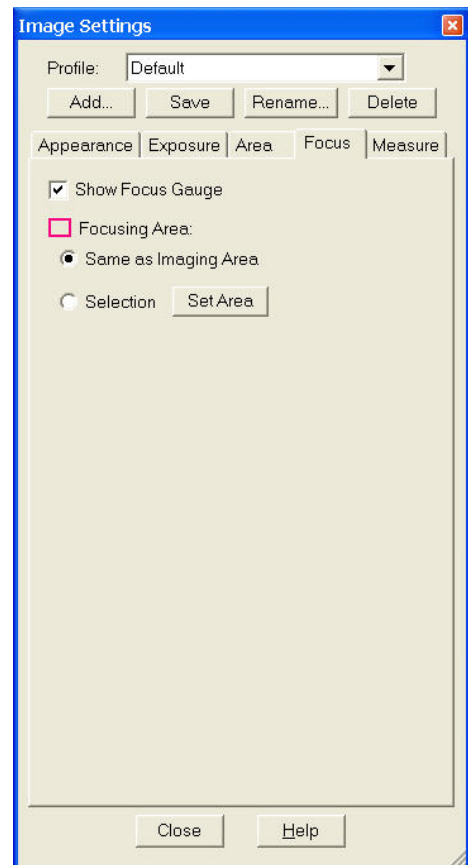 Image Settings
Profile: Default
Add... Save Rename... Delete
Appearance Exposure Area Focus Measure
Show Focus Gauge
Focusing Area:
Same as Imaging Area
Selection Set Area
Close Help